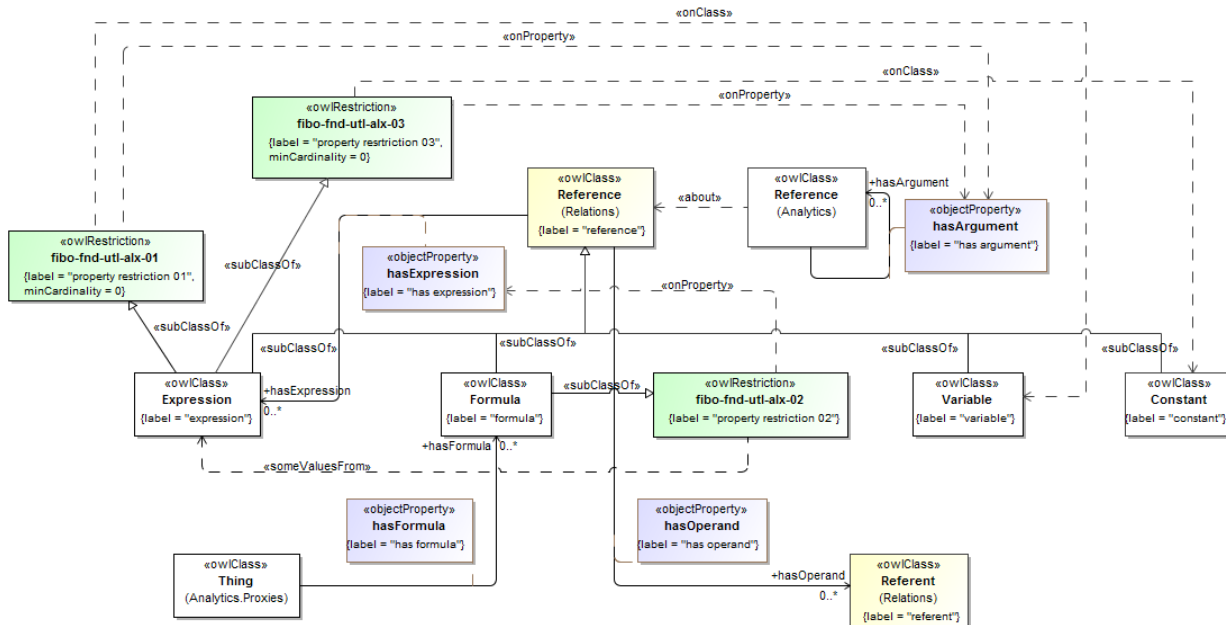 «onClass»
«onProperty»
«onClass»
«owlRestriction»
fibo-fnd-utl-alx-03
{label = "property resrtriction 03",
minCardinality = 0}
«onProperty»
«owlClass»
Reference
(Relations)
{label = "reference"}
«about»
«owlClass»
Reference
(Analytics)
+hasArgument
0..*
«objectProperty»
hasArgument
{label = "has argument"}
«owlRestriction»
fibo-fnd-utl-alx-01
{label = "property restriction 01",
minCardinality = 0}
«subClassOf»
«objectProperty»
hasExpression
{label = "has expression"}
«onProperty»
«subClassOf»
«subClassOf»
«subClassOf»
«subClassOf»
«subClassOf»
«owlClass»
Expression
{label = "expression"}
+hasExpression
0..*
«owlClass»
Formula
{label = "formula"}
«subClassOf»
«owlRestriction»
fibo-fnd-utl-alx-02
{label = "property restriction 02"}
«owlClass»
Variable
{label = "variable"}
«owlClass»
Constant
{label = "constant"}
+hasFormula
0..*
«someValuesFrom»
«objectProperty»
hasFormula
{label = "has formula"}
«objectProperty»
hasOperand
{label = "has operand"}
«owlClass»
Thing
(Analytics.Proxies)
+hasOperand
0..*
«owlClass»
Referent
(Relations)
{label = "referent"}